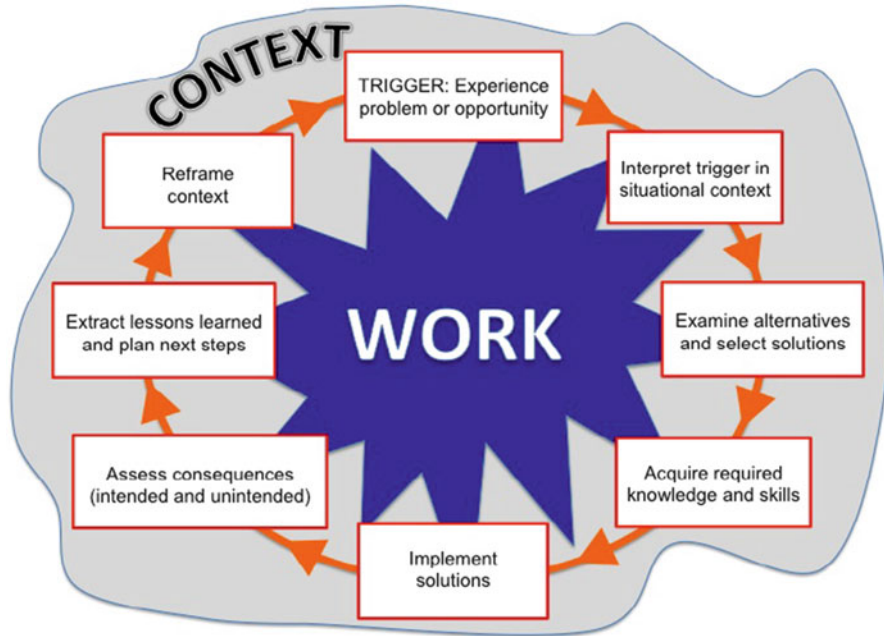 CONTEXT
TRIGGER: Experience
problem or opportunity
Interpret trigger in
situational context
Examine alternatives
and select solutions
Acquire required
knowledge and skills
Implement
solutions
Assess consequences
(intended and unintended)
Extract lessons learned
and plan next steps
Reframe
context
WORK